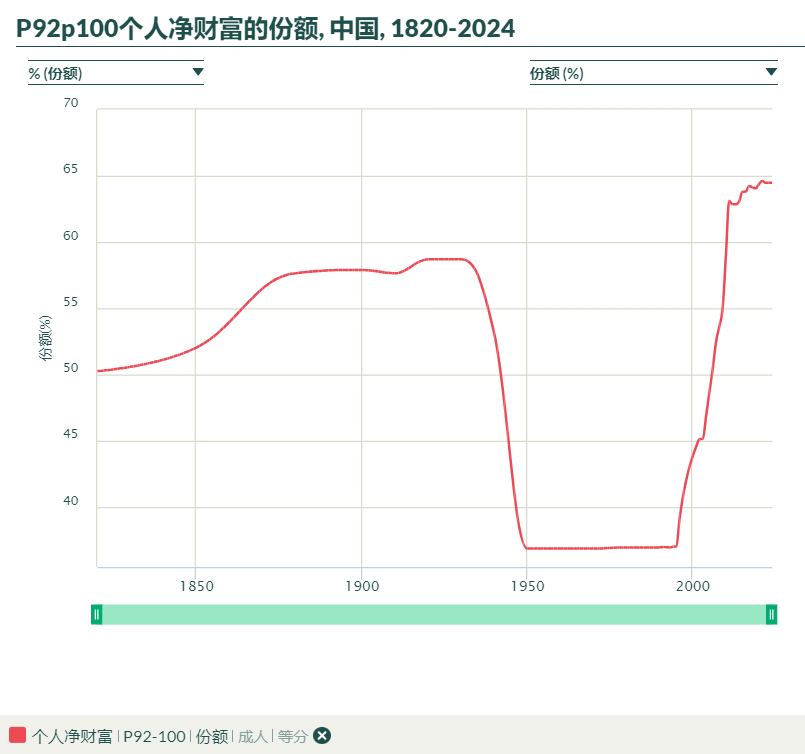 P92p100个人净财富的份额, 中国, 1820-2024
% (份额)
份额 (%)
70
65
60
55
50
45
40
份额(%)
1850 1900 1950 2000
个人净财富 | P92-100 | 份额 | 成人 | 等分